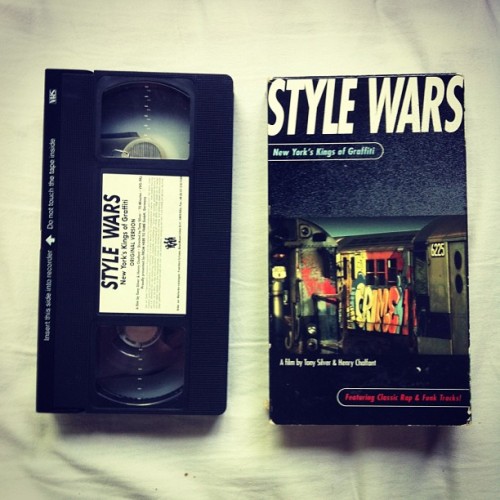 VHS
Insert this side into recorder Do not touch the tape inside
STYLE WARS
New York's Kings of Graffiti
ORIGINAL VERSION
STYLE WARS
New York's Kings of Graffiti
6225
CRIME
A film by Tony Silver & Henry Chalfant
Featuring Classic Rap & Funk Tracks!